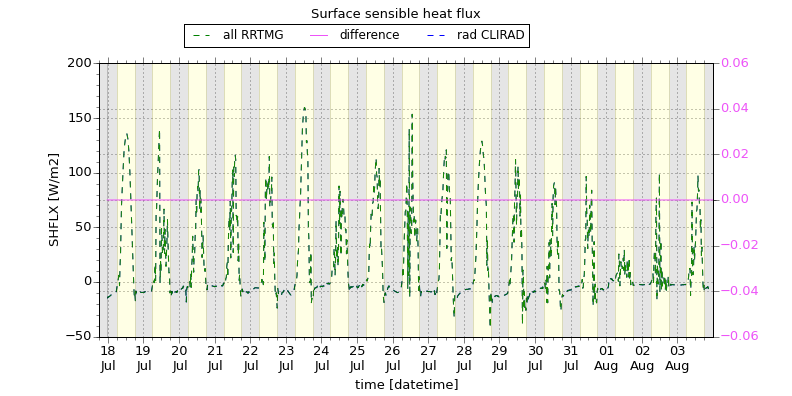 Surface sensible heat flux
all RRTMG difference rad CLIRAD
200 0.06
150 0.04
0.02
100 0.00
50 −0.02
0 −0.04
−50 −0.06
SHFLX [W/m2]
18 19 20 21 22 23 24 25 26 27 28 29 30 31 01 02 03
Jul Jul Jul Jul Jul Jul Jul Jul Jul Jul Jul Jul Jul Jul Aug Aug Aug
time [datetime]